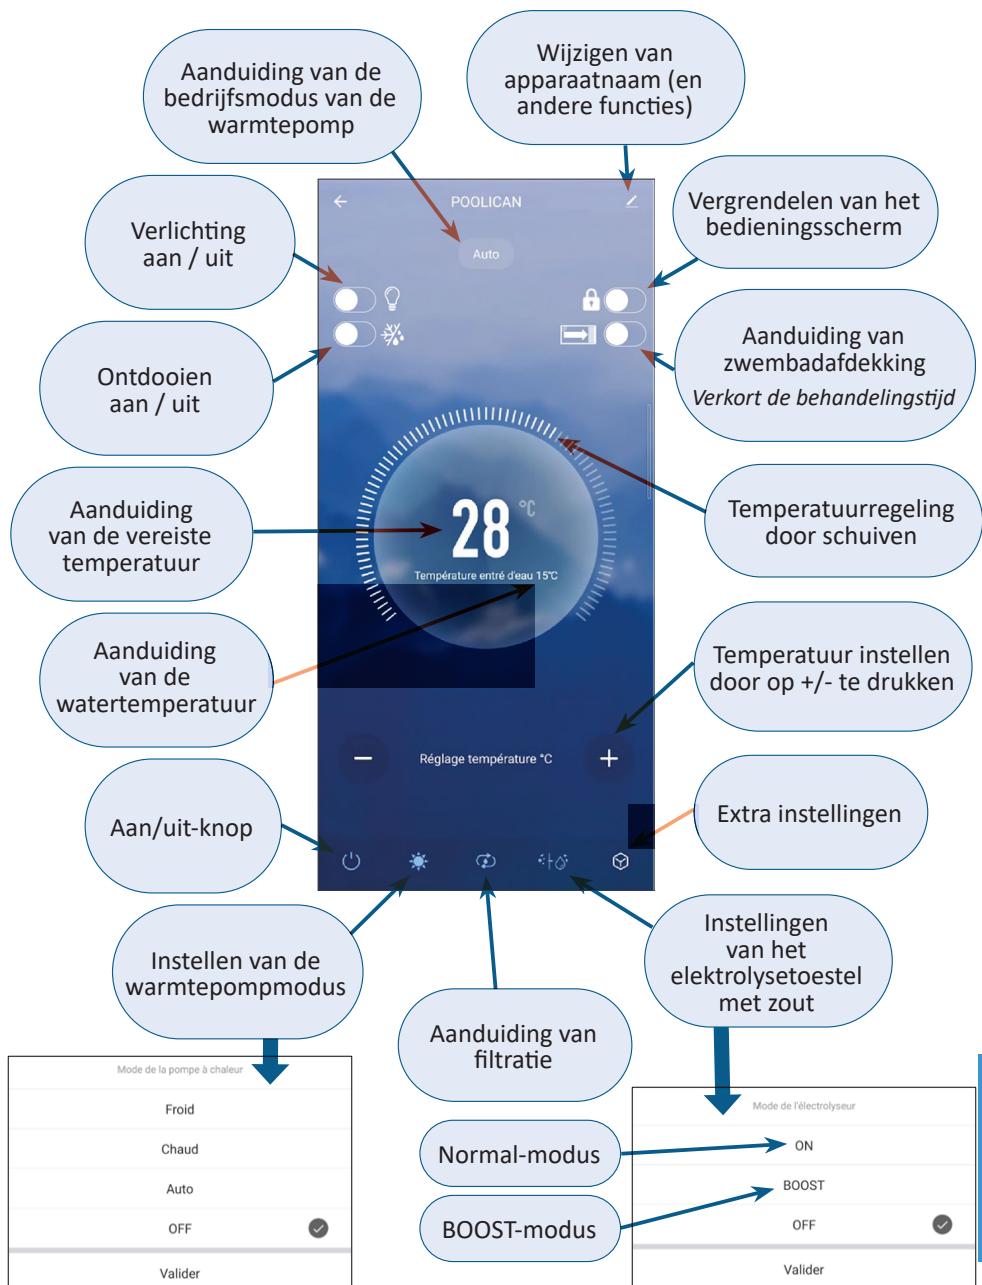 Aanduiding van de
bedrijfsmodus van de
warmtepomp
Wijzigen van
apparaatnaam (en
andere functies)
Verlichting
aan / uit
Vergrendelen van het
bedieningsscherm
POOLICAN
Auto
Ontdooien
aan / uit
Aanduiding van
zwembadafdekking
Verkort de behandelingstijd
Aanduiding
van de vereiste
temperatuur
28 °C
Température entré d'eau 15°C
Temperatuurregeling
door schuiven
Aanduiding
van de
watertemperatuur
Temperatuur instellen
door op +/- te drukken
− Réglage température °C +
Aan/uit-knop
Extra instellingen
Instellen van de
warmtepompmodus
Aanduiding van
filtratie
Instellingen
van het
elektrolysetoestel
met zout
Mode de la pompe à chaleur
Froid
Chaud
Auto
OFF
Valider
Normal-modus
BOOST-modus
Mode de l'électrolyseur
ON
BOOST
OFF
Valider